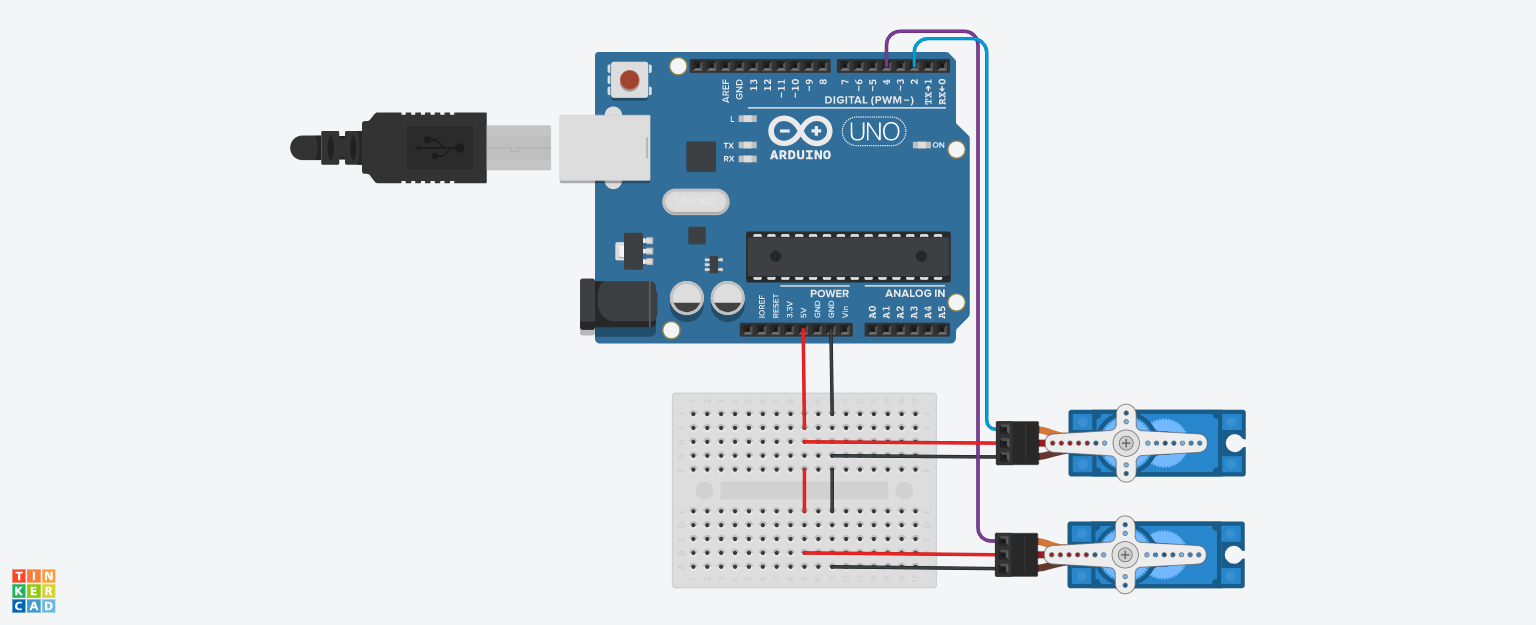 AREF
GND
13
12
~11
~10
~9
8
7
~6
~5
4
~3
2
TX→1
RX←0
DIGITAL (PWM~)
L
TX
RX
ARDUINO
UNO
ON
POWER
ANALOG IN
IOREF
RESET
3.3V
5V
GND
GND
Vin
A0
A1
A2
A3
A4
A5
TIN
KER
CAD